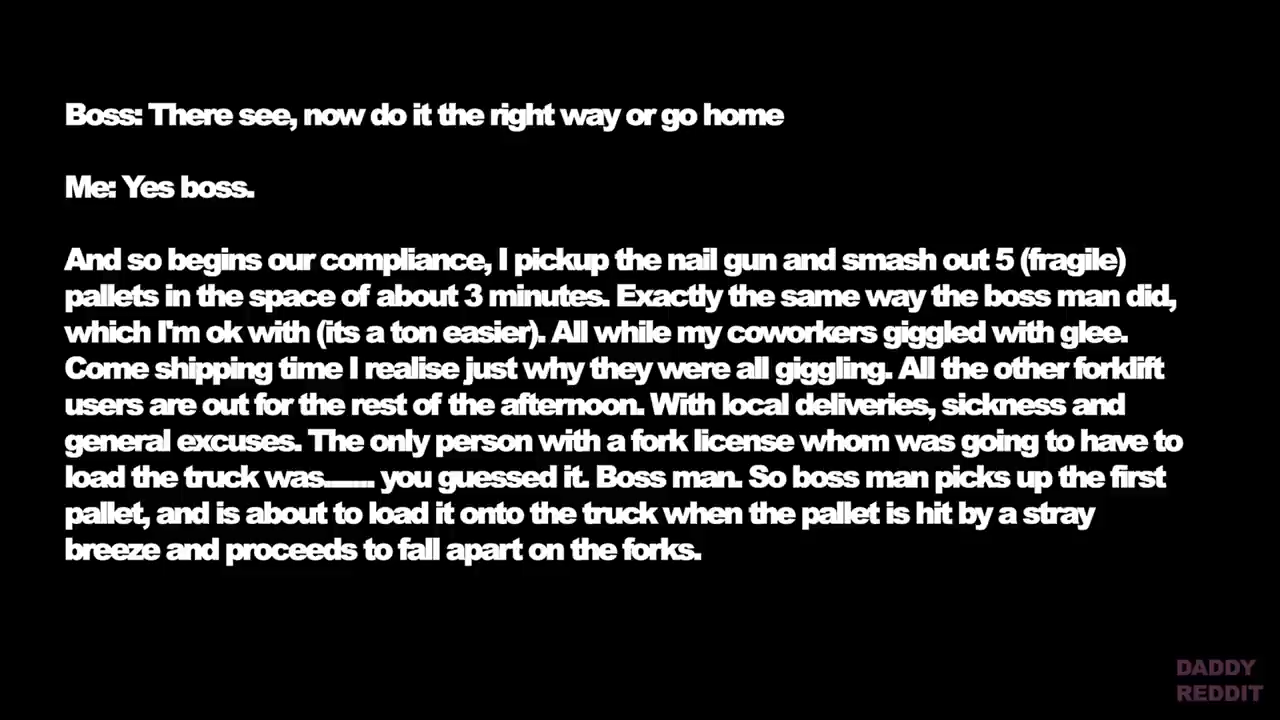 Boss: There see, now do it the right way or go home
Me: Yes boss.
And so begins our compliance, I pickup the nail gun and smash out 5 (fragile)
pallets in the space of about 3 minutes. Exactly the same way the boss man did,
which I'm ok with (its a ton easier). All while my coworkers giggled with glee.
Come shipping time I realise just why they were all giggling. All the other forklift
users are out for the rest of the afternoon. With local deliveries, sickness and
general excuses. The only person with a fork license whom was going to have to
load the truck was....... you guessed it. Boss man. So boss man picks up the first
pallet, and is about to load it onto the truck when the pallet is hit by a stray
breeze and proceeds to fall apart on the forks.
DADDY
REDDIT